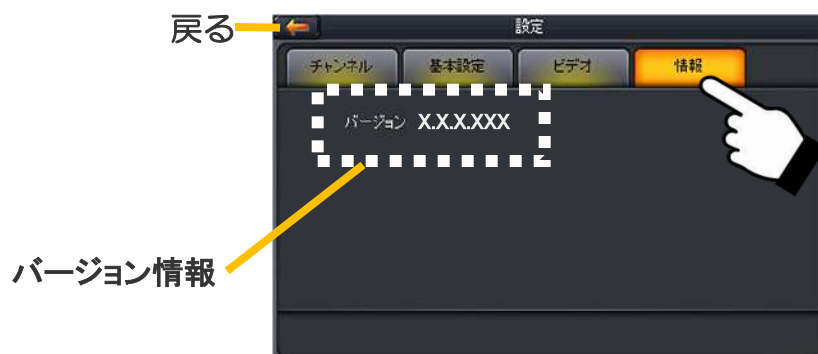 戻る
設定
チャンネル
基本設定
ビデオ
情報
バージョン X.X.X.XXX
バージョン情報